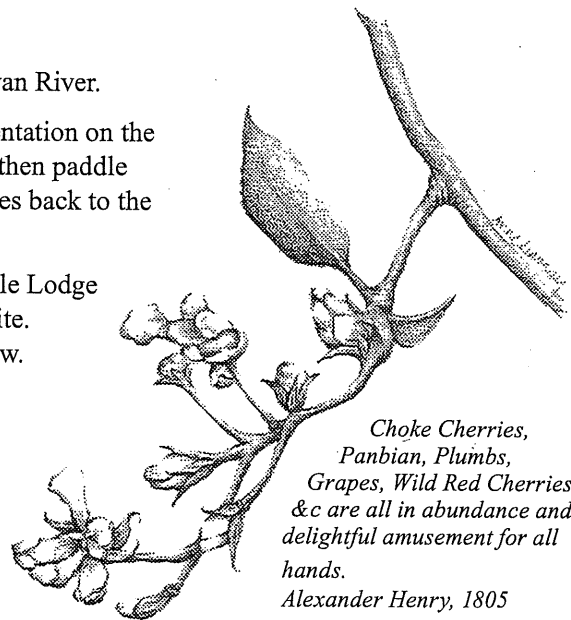 van River.
entation on the
then paddle
es back to the
le Lodge
ite.
w.
Choke Cherries,
Panbian, Plumbs,
Grapes, Wild Red Cherries
&c are all in abundance and
delightful amusement for all
hands.
Alexander Henry, 1805